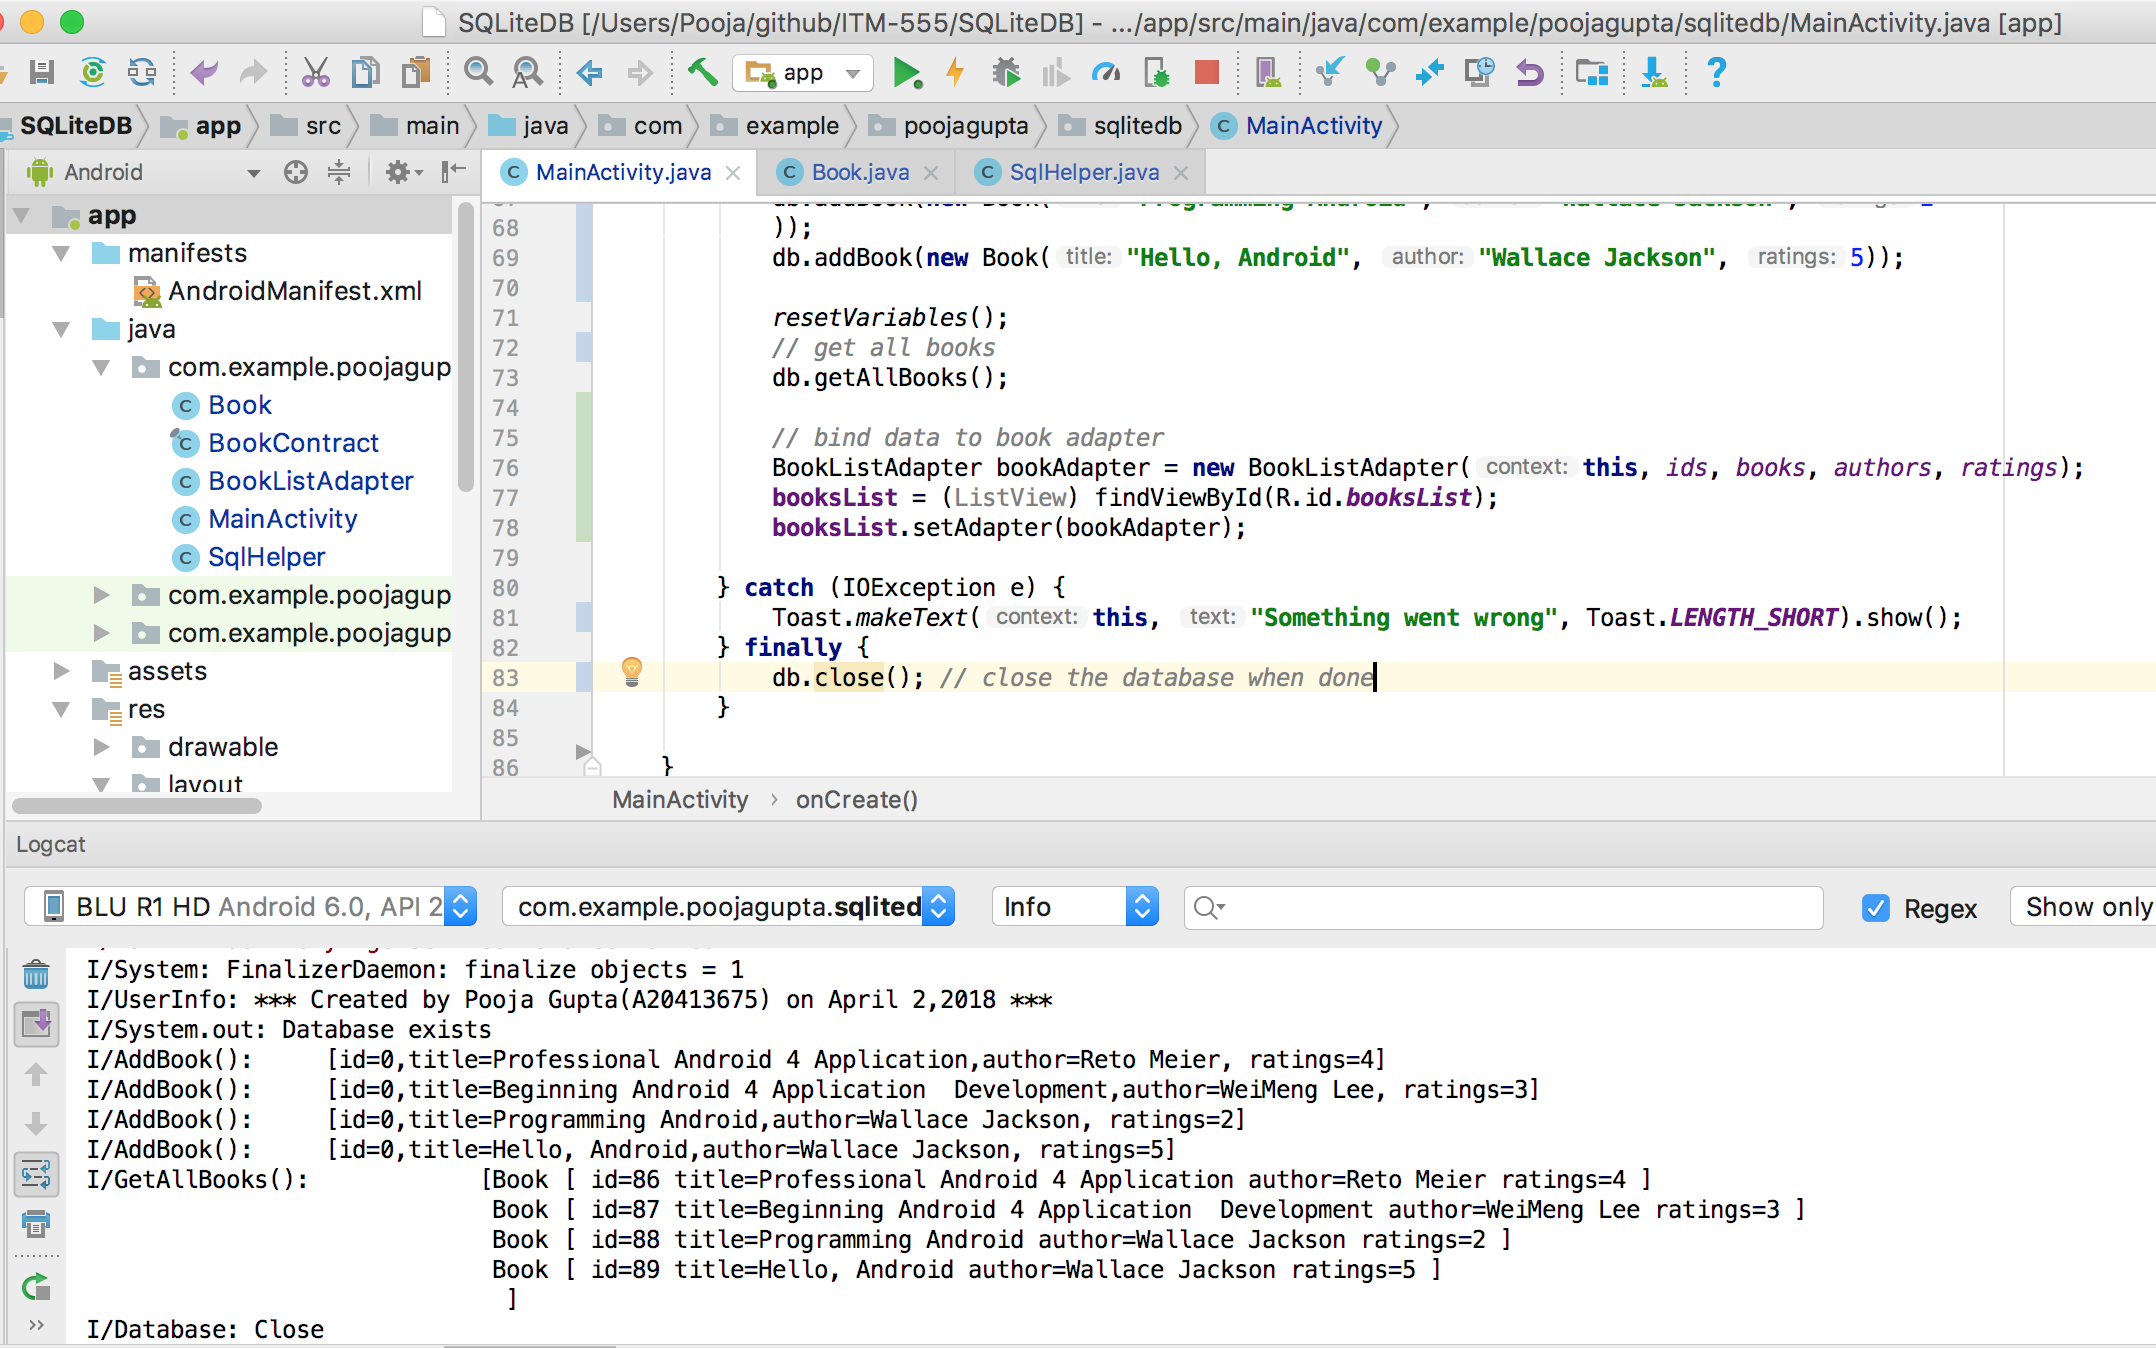 SQLiteDB [/Users/Pooja/github/ITM-555/SQLiteDB] - .../app/src/main/java/com/example/poojagupta/sqlitedb/MainActivity.java [app]
app
SQLiteDB app src main java com example poojagupta sqlitedb MainActivity
Android
MainActivity.java Book.java SqlHelper.java
app
manifests
AndroidManifest.xml
java
com.example.poojagup
Book
BookContract
BookListAdapter
MainActivity
SqlHelper
com.example.poojagup
com.example.poojagup
assets
res
drawable
layout
68 ));
69 db.addBook(new Book( title: "Hello, Android", author: "Wallace Jackson", ratings: 5));
70
71 resetVariables();
72 // get all books
73 db.getAllBooks();
74
75 // bind data to book adapter
76 BookListAdapter bookAdapter = new BookListAdapter( context: this, ids, books, authors, ratings);
77 booksList = (ListView) findViewById(R.id.booksList);
78 booksList.setAdapter(bookAdapter);
79
80 } catch (IOException e) {
81 Toast.makeText( context: this, text: "Something went wrong", Toast.LENGTH_SHORT).show();
82 } finally {
83 db.close(); // close the database when done
84 }
85
86 }
MainActivity › onCreate()
Logcat
BLU R1 HD Android 6.0, API 2 com.example.poojagupta.sqlited Info Regex Show only
I/System: FinalizerDaemon: finalize objects = 1
I/UserInfo: *** Created by Pooja Gupta(A20413675) on April 2,2018 ***
I/System.out: Database exists
I/AddBook(): [id=0,title=Professional Android 4 Application,author=Reto Meier, ratings=4]
I/AddBook(): [id=0,title=Beginning Android 4 Application  Development,author=WeiMeng Lee, ratings=3]
I/AddBook(): [id=0,title=Programming Android,author=Wallace Jackson, ratings=2]
I/AddBook(): [id=0,title=Hello, Android,author=Wallace Jackson, ratings=5]
I/GetAllBooks(): [Book [ id=86 title=Professional Android 4 Application author=Reto Meier ratings=4 ]
Book [ id=87 title=Beginning Android 4 Application  Development author=WeiMeng Lee ratings=3 ]
Book [ id=88 title=Programming Android author=Wallace Jackson ratings=2 ]
Book [ id=89 title=Hello, Android author=Wallace Jackson ratings=5 ]
]
I/Database: Close